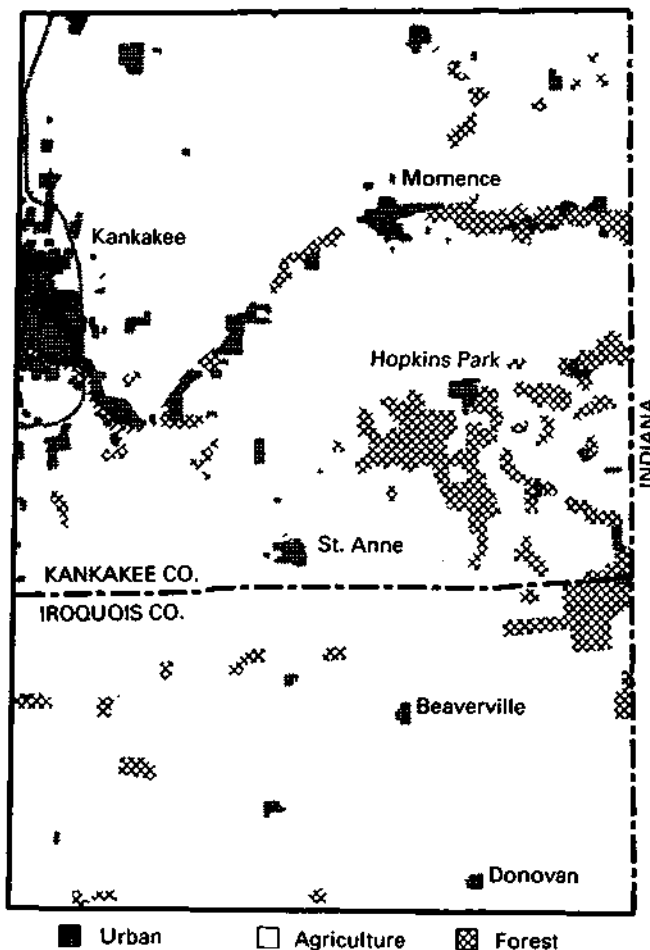 Momence
Kankakee
Hopkins Park
INDIANA
St. Anne
KANKAKEE CO.
IROQUOIS CO.
Beaverville
Donovan
Urban Agriculture Forest